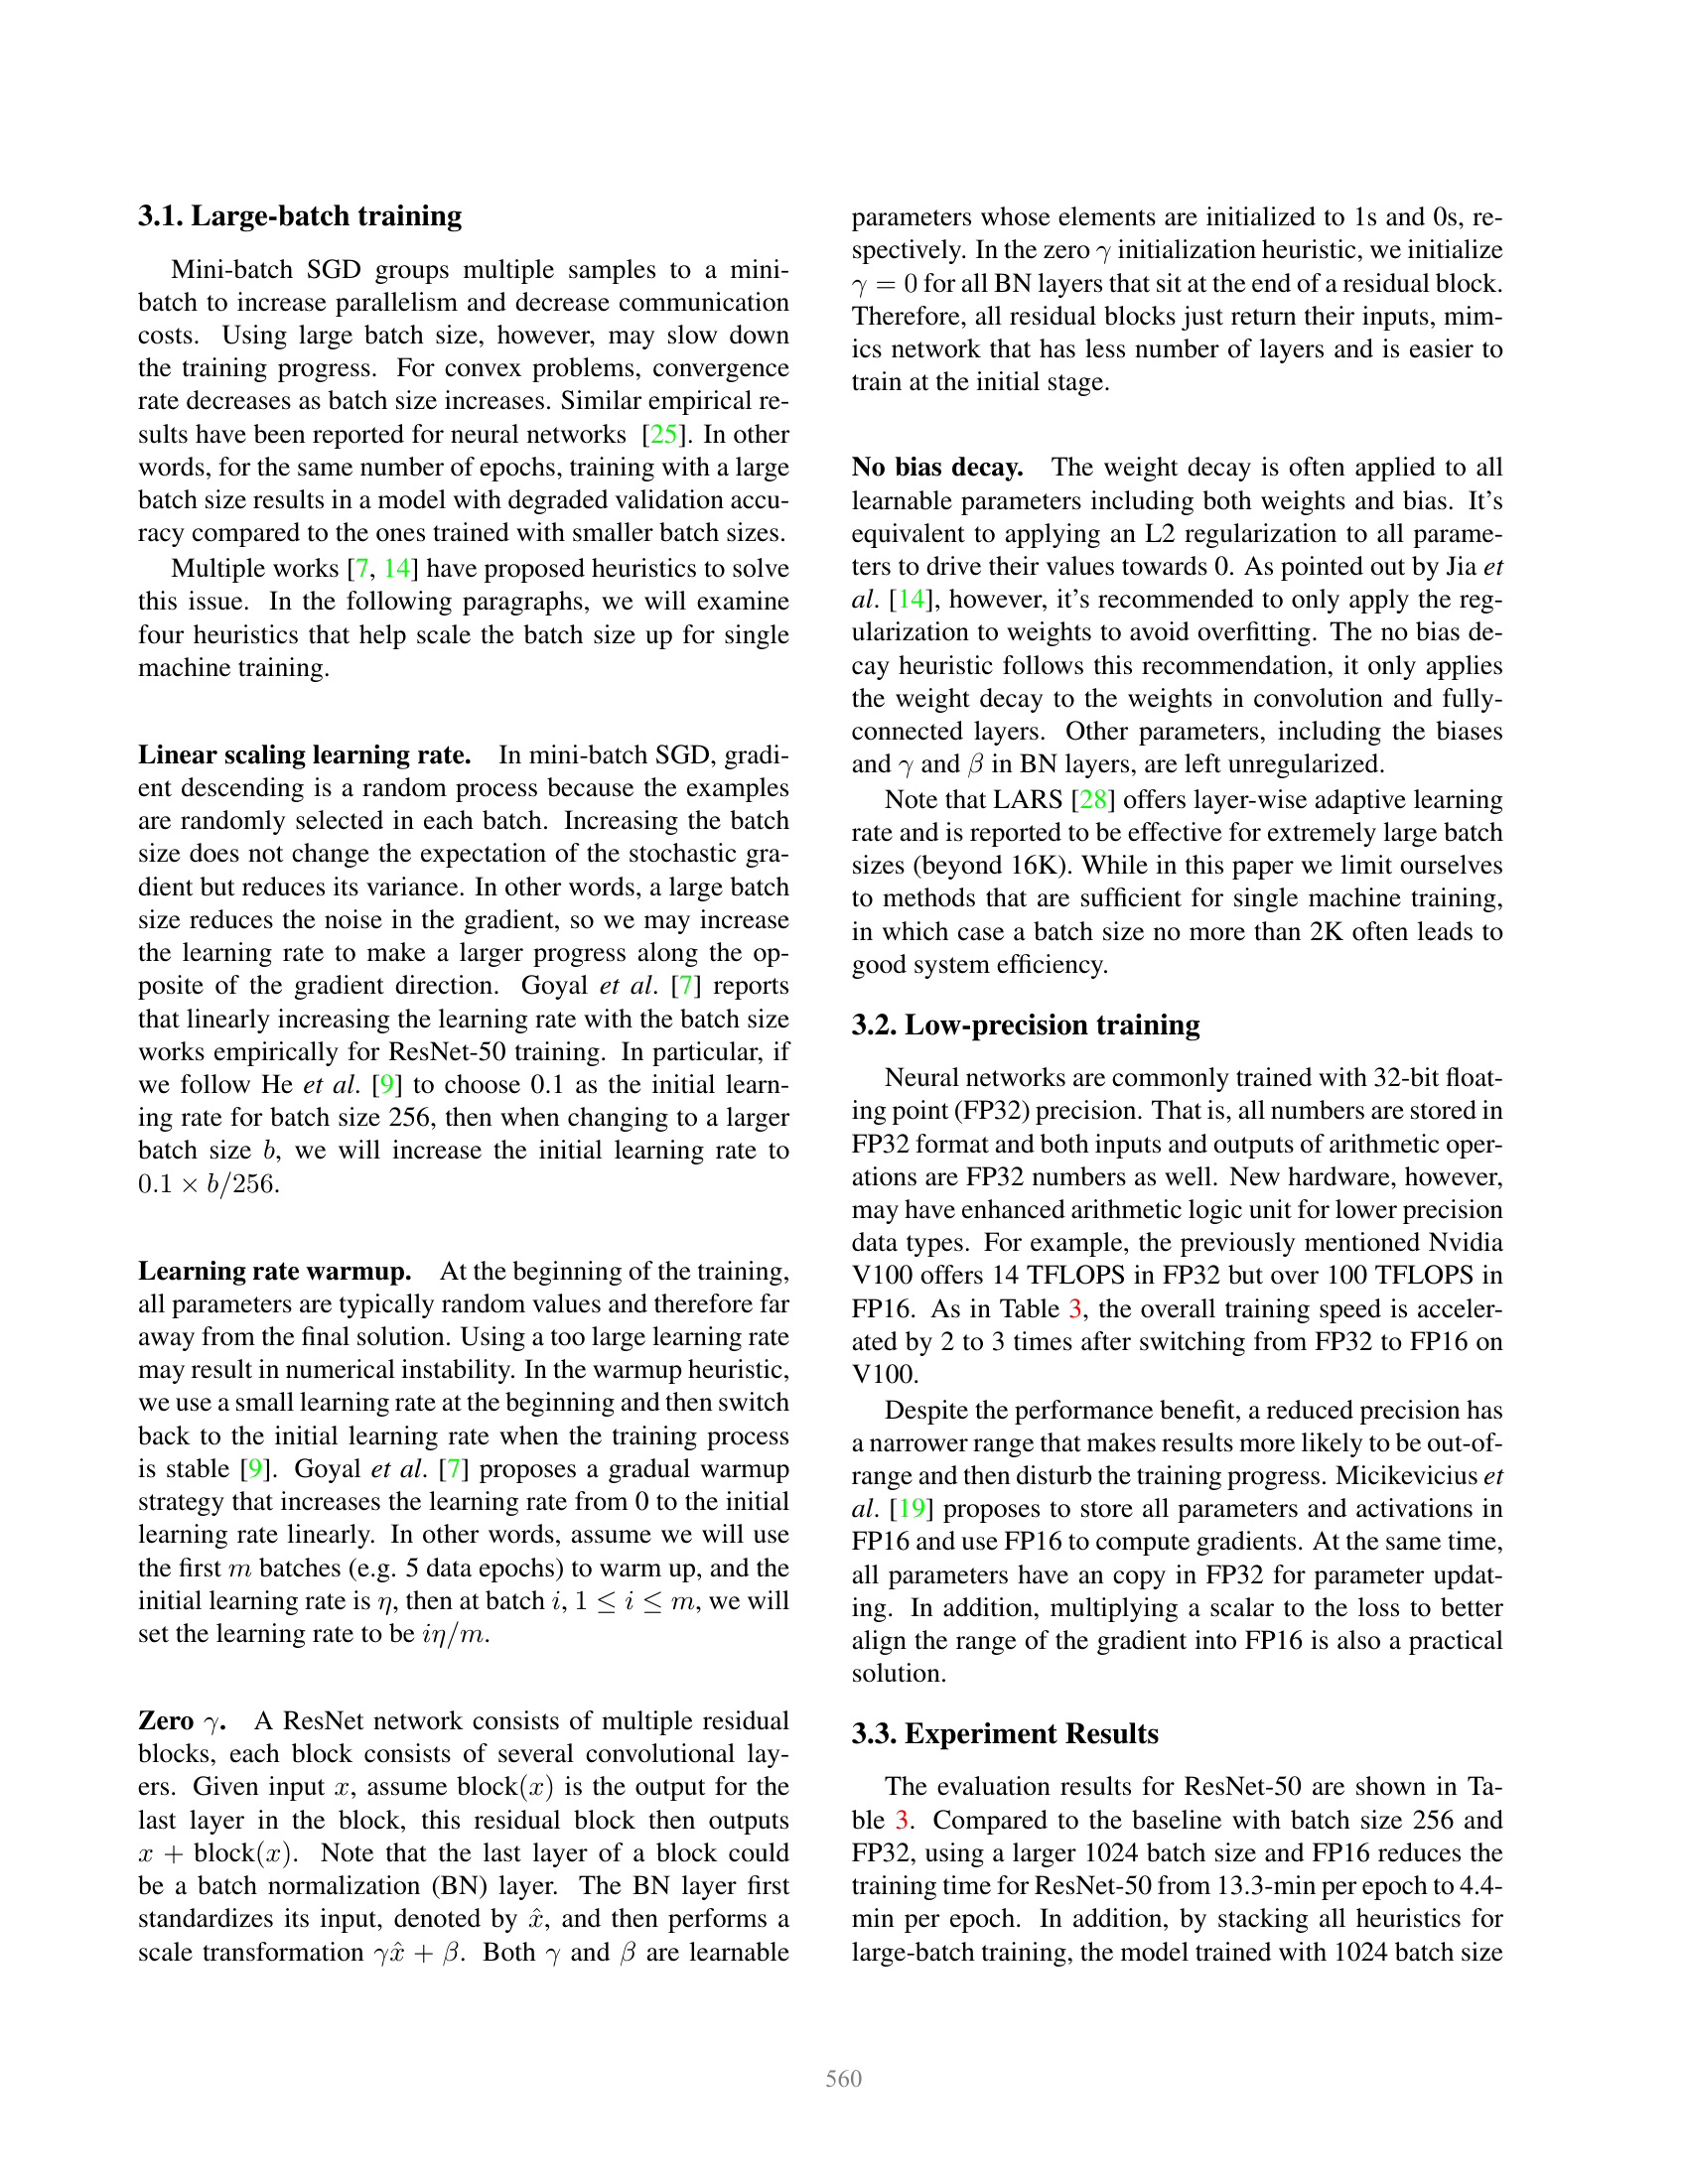 3.1. Large-batch training
Mini-batch SGD groups multiple samples to a mini-
batch to increase parallelism and decrease communication
costs. Using large batch size, however, may slow down
the training progress. For convex problems, convergence
rate decreases as batch size increases. Similar empirical re-
sults have been reported for neural networks [25]. In other
words, for the same number of epochs, training with a large
batch size results in a model with degraded validation accu-
racy compared to the ones trained with smaller batch sizes.
Multiple works [7, 14] have proposed heuristics to solve
this issue. In the following paragraphs, we will examine
four heuristics that help scale the batch size up for single
machine training.
Linear scaling learning rate. In mini-batch SGD, gradi-
ent descending is a random process because the examples
are randomly selected in each batch. Increasing the batch
size does not change the expectation of the stochastic gra-
dient but reduces its variance. In other words, a large batch
size reduces the noise in the gradient, so we may increase
the learning rate to make a larger progress along the op-
posite of the gradient direction. Goyal et al. [7] reports
that linearly increasing the learning rate with the batch size
works empirically for ResNet-50 training. In particular, if
we follow He et al. [9] to choose 0.1 as the initial learn-
ing rate for batch size 256, then when changing to a larger
batch size b, we will increase the initial learning rate to
0.1 × b/256.
Learning rate warmup. At the beginning of the training,
all parameters are typically random values and therefore far
away from the final solution. Using a too large learning rate
may result in numerical instability. In the warmup heuristic,
we use a small learning rate at the beginning and then switch
back to the initial learning rate when the training process
is stable [9]. Goyal et al. [7] proposes a gradual warmup
strategy that increases the learning rate from 0 to the initial
learning rate linearly. In other words, assume we will use
the first m batches (e.g. 5 data epochs) to warm up, and the
initial learning rate is η, then at batch i, 1 ≤ i ≤ m, we will
set the learning rate to be iη/m.
Zero γ. A ResNet network consists of multiple residual
blocks, each block consists of several convolutional lay-
ers. Given input x, assume block(x) is the output for the
last layer in the block, this residual block then outputs
x + block(x). Note that the last layer of a block could
be a batch normalization (BN) layer. The BN layer first
standardizes its input, denoted by x̂, and then performs a
scale transformation γx̂ + β. Both γ and β are learnable
parameters whose elements are initialized to 1s and 0s, re-
spectively. In the zero γ initialization heuristic, we initialize
γ = 0 for all BN layers that sit at the end of a residual block.
Therefore, all residual blocks just return their inputs, mim-
ics network that has less number of layers and is easier to
train at the initial stage.
No bias decay. The weight decay is often applied to all
learnable parameters including both weights and bias. It's
equivalent to applying an L2 regularization to all parame-
ters to drive their values towards 0. As pointed out by Jia et
al. [14], however, it's recommended to only apply the reg-
ularization to weights to avoid overfitting. The no bias de-
cay heuristic follows this recommendation, it only applies
the weight decay to the weights in convolution and fully-
connected layers. Other parameters, including the biases
and γ and β in BN layers, are left unregularized.
Note that LARS [28] offers layer-wise adaptive learning
rate and is reported to be effective for extremely large batch
sizes (beyond 16K). While in this paper we limit ourselves
to methods that are sufficient for single machine training,
in which case a batch size no more than 2K often leads to
good system efficiency.
3.2. Low-precision training
Neural networks are commonly trained with 32-bit float-
ing point (FP32) precision. That is, all numbers are stored in
FP32 format and both inputs and outputs of arithmetic oper-
ations are FP32 numbers as well. New hardware, however,
may have enhanced arithmetic logic unit for lower precision
data types. For example, the previously mentioned Nvidia
V100 offers 14 TFLOPS in FP32 but over 100 TFLOPS in
FP16. As in Table 3, the overall training speed is acceler-
ated by 2 to 3 times after switching from FP32 to FP16 on
V100.
Despite the performance benefit, a reduced precision has
a narrower range that makes results more likely to be out-of-
range and then disturb the training progress. Micikevicius et
al. [19] proposes to store all parameters and activations in
FP16 and use FP16 to compute gradients. At the same time,
all parameters have an copy in FP32 for parameter updat-
ing. In addition, multiplying a scalar to the loss to better
align the range of the gradient into FP16 is also a practical
solution.
3.3. Experiment Results
The evaluation results for ResNet-50 are shown in Ta-
ble 3. Compared to the baseline with batch size 256 and
FP32, using a larger 1024 batch size and FP16 reduces the
training time for ResNet-50 from 13.3-min per epoch to 4.4-
min per epoch. In addition, by stacking all heuristics for
large-batch training, the model trained with 1024 batch size
560